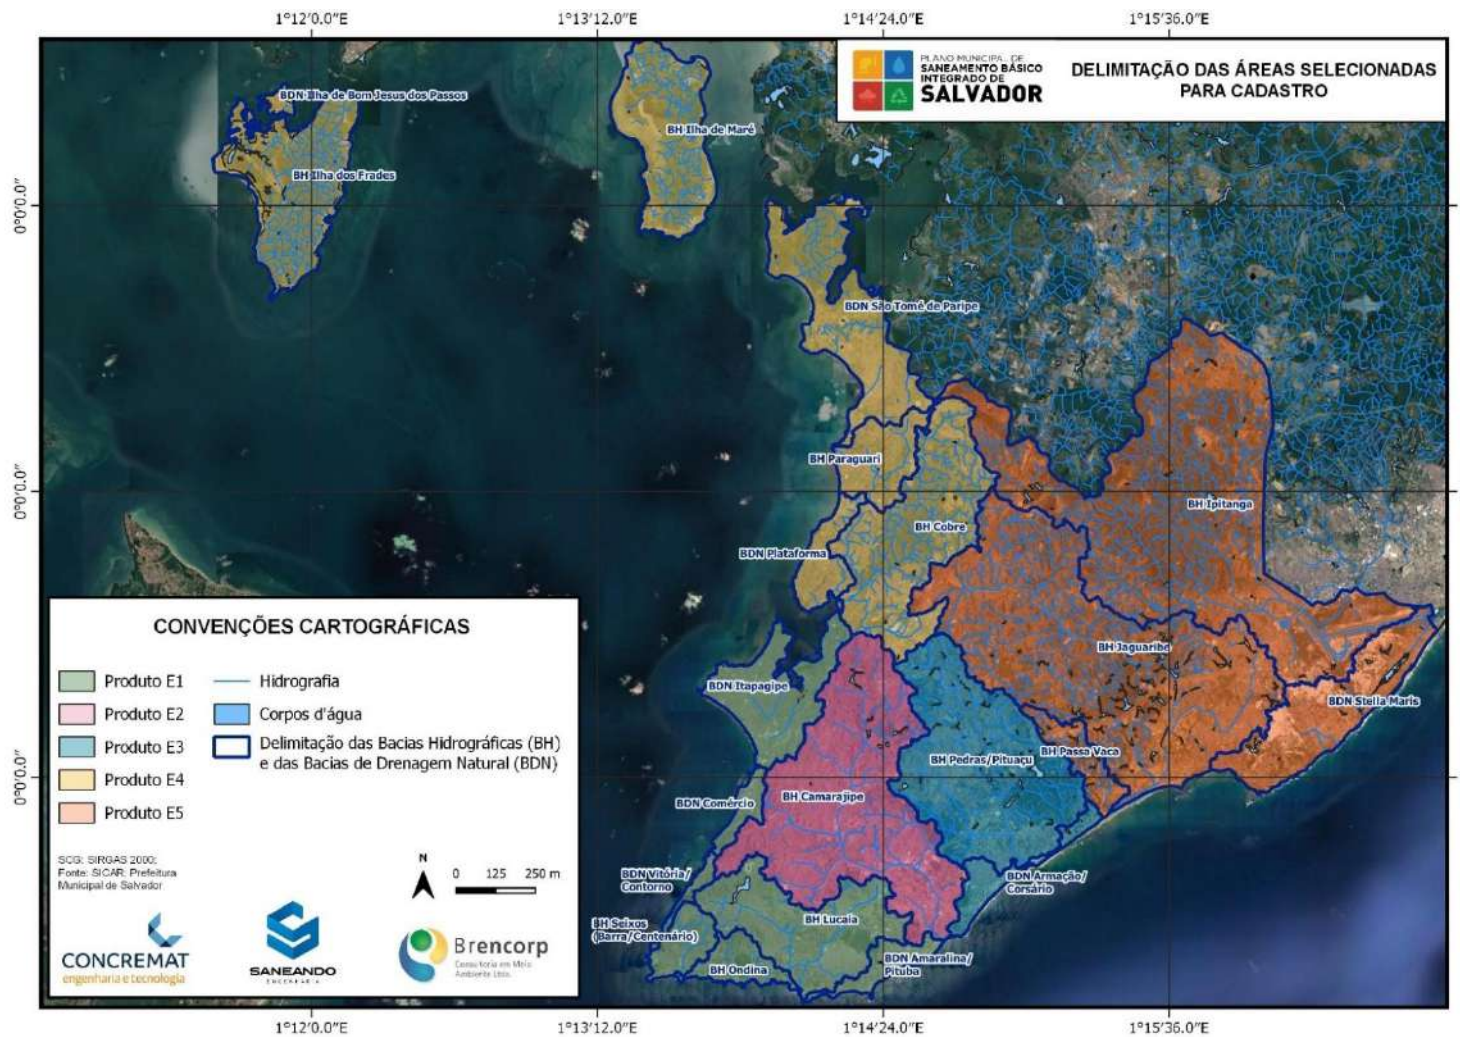 1°12'0.0"E
1°13'12.0"E
1°14'24.0"E
1°15'36.0"E
PLANO MUNICIPAL DE
SANEAMENTO BÁSICO
INTEGRADO DE
SALVADOR
DELIMITAÇÃO DAS ÁREAS SELECIONADAS
PARA CADASTRO
BDN Ilha de Bom Jesus dos Passos
BH Ilha de Maré
BH Ilha dos Frades
0°0'0.0"
0°0'0.0"
0°0'0.0"
BDN São Tomé de Paripe
BH Paraguari
BH Ipitanga
BH Cobre
BDN Plataforma
BH Jaguaribe
BDN Itapagipe
BDN Stella Maris
BH Passa Vaca
BH Pedras/Pituaçu
BH Camarajipe
BDN Comércio
BDN Vitória/
Contorno
BDN Armação/
Corsário
BH Seixos
(Barra/Centenário)
BH Lucaia
BH Ondina
BDN Amaralina/
Pituba
CONVENÇÕES CARTOGRÁFICAS
Produto E1
Produto E2
Produto E3
Produto E4
Produto E5
Hidrografia
Corpos d'água
Delimitação das Bacias Hidrográficas (BH)
e das Bacias de Drenagem Natural (BDN)
SCG: SIRGAS 2000;
Fonte: SICAR; Prefeitura
Municipal de Salvador
N
0 125 250 m
CONCREMAT
engenharia e tecnologia
SANEANDO
ENGENHARIA
Brencorp
Consultoria em Meio
Ambiente Ltda.
1°12'0.0"E
1°13'12.0"E
1°14'24.0"E
1°15'36.0"E